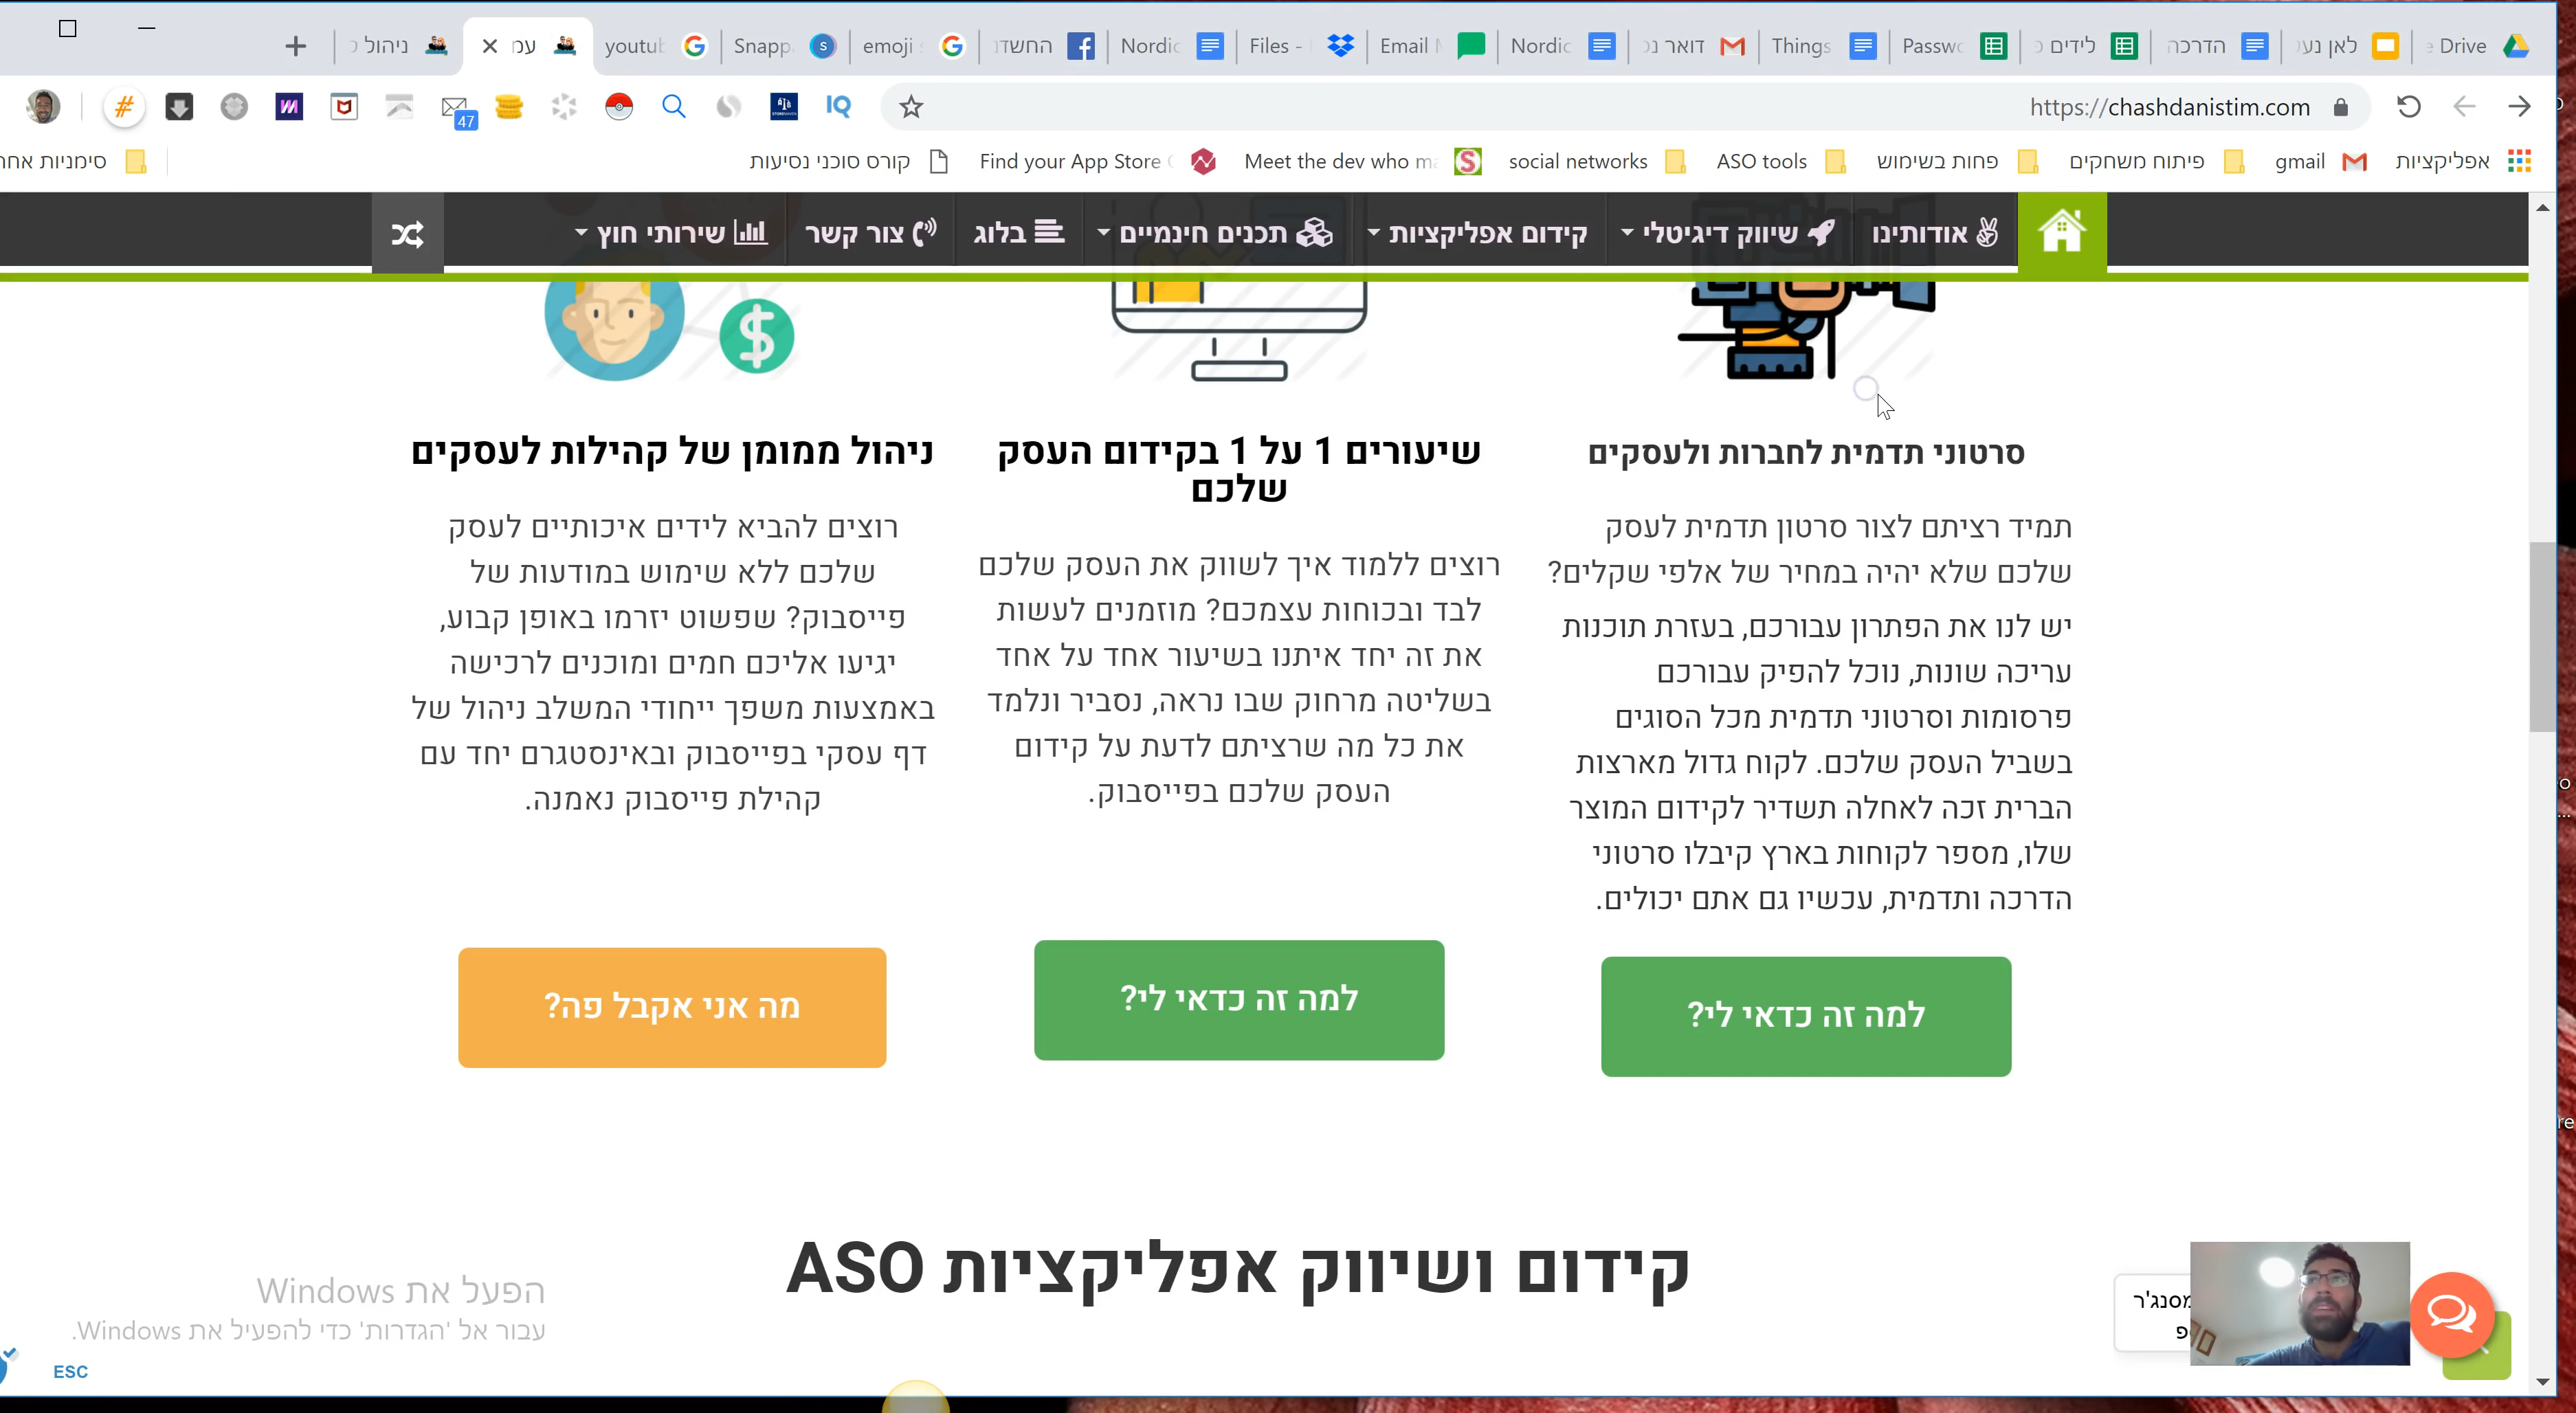 Drive
לאן נעי
הדרכה
לידים
Passwo
Things
דואר נכ
Nordic
Email
Files -
Nordic
החשדנ
emoji
Snapp
youtub
עמ
ניהול
https://chashdanistim.com
IQ
47
#
אפליקציות
gmail
פיתוח משחקים
פחות בשימוש
ASO tools
social networks
Meet the dev who ma
Find your App Store
קורס סוכני נסיעות
סימניות אחר
אודותינו
שיווק דיגיטלי
קידום אפליקציות
תכנים חינמיים
בלוג
צור קשר
שירותי חוץ
סרטוני תדמית לחברות ולעסקים
תמיד רציתם לצור סרטון תדמית לעסק
שלכם שלא יהיה במחיר של אלפי שקלים?
יש לנו את הפתרון עבורכם, בעזרת תוכנות
עריכה שונות, נוכל להפיק עבורכם
פרסומות וסרטוני תדמית מכל הסוגים
בשביל העסק שלכם. לקוח גדול מארצות
הברית זכה לאחלה תשדיר לקידום המוצר
שלו, מספר לקוחות בארץ קיבלו סרטוני
הדרכה ותדמית, עכשיו גם אתם יכולים.
למה זה כדאי לי?
שיעורים 1 על 1 בקידום העסק
שלכם
רוצים ללמוד איך לשווק את העסק שלכם
לבד ובכוחות עצמכם? מוזמנים לעשות
את זה יחד איתנו בשיעור אחד על אחד
בשליטה מרחוק שבו נראה, נסביר ונלמד
את כל מה שרציתם לדעת על קידום
העסק שלכם בפייסבוק.
למה זה כדאי לי?
ניהול ממומן של קהילות לעסקים
רוצים להביא לידים איכותיים לעסק
שלכם ללא שימוש במודעות של
פייסבוק? שפשוט יזרמו באופן קבוע,
יגיעו אליכם חמים ומוכנים לרכישה
באמצעות משפך ייחודי המשלב ניהול של
דף עסקי בפייסבוק ובאינסטגרם יחד עם
קהילת פייסבוק נאמנה.
מה אני אקבל פה?
קידום ושיווק אפליקציות ASO
מסנג'ר
הפעל את Windows
עבור אל 'הגדרות' כדי להפעיל את Windows.
ESC